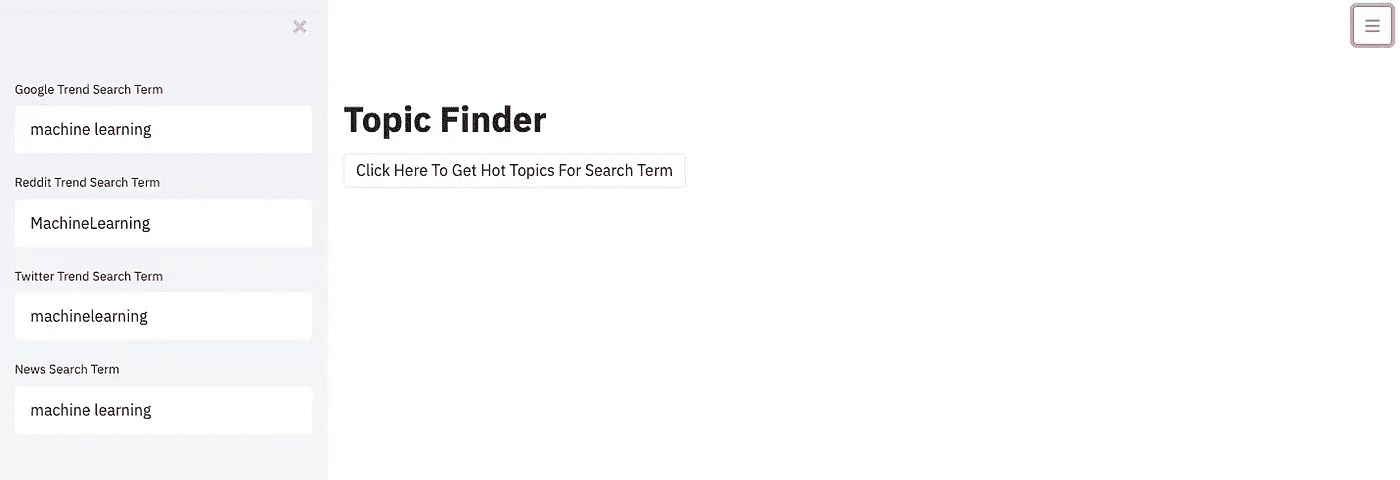 Google Trend Search Term
machine learning
Reddit Trend Search Term
MachineLearning
Twitter Trend Search Term
machinelearning
News Search Term
machine learning
Topic Finder
Click Here To Get Hot Topics For Search Term